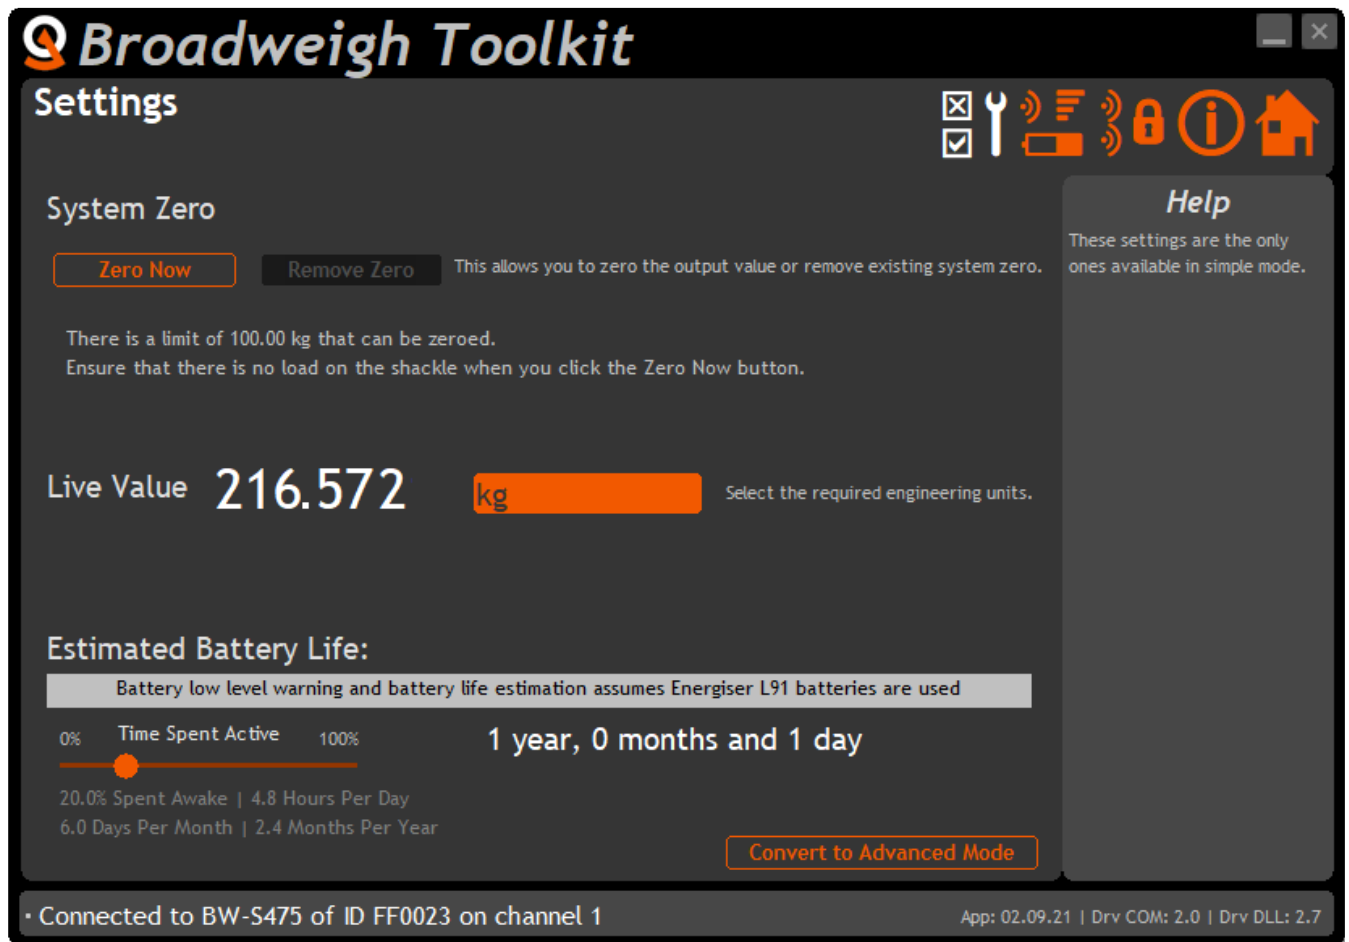 Broadweigh Toolkit
Settings
System Zero
Zero Now
Remove Zero
This allows you to zero the output value or remove existing system zero.
There is a limit of 100.00 kg that can be zeroed.
Ensure that there is no load on the shackle when you click the Zero Now button.
Live Value 216.572
kg
Select the required engineering units.
Estimated Battery Life:
Battery low level warning and battery life estimation assumes Energiser L91 batteries are used
0% Time Spent Active 100%
1 year, 0 months and 1 day
20.0% Spent Awake | 4.8 Hours Per Day
6.0 Days Per Month | 2.4 Months Per Year
Convert to Advanced Mode
Help
These settings are the only
ones available in simple mode.
Connected to BW-S475 of ID FF0023 on channel 1
App: 02.09.21 | Drv COM: 2.0 | Drv DLL: 2.7